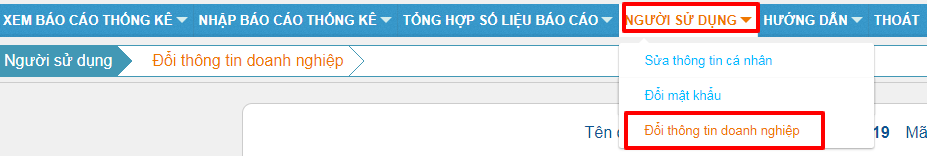 XEM BÁO CÁO THỐNG KÊ NHẬP BÁO CÁO THỐNG KÊ TỔNG HỢP SỐ LIỆU BÁO CÁO NGƯỜI SỬ DỤNG HƯỚNG DẪN THOÁT
Người sử dụng Đổi thông tin doanh nghiệp
Sửa thông tin cá nhân
Đổi mật khẩu
Đổi thông tin doanh nghiệp
Tên 19 Mã